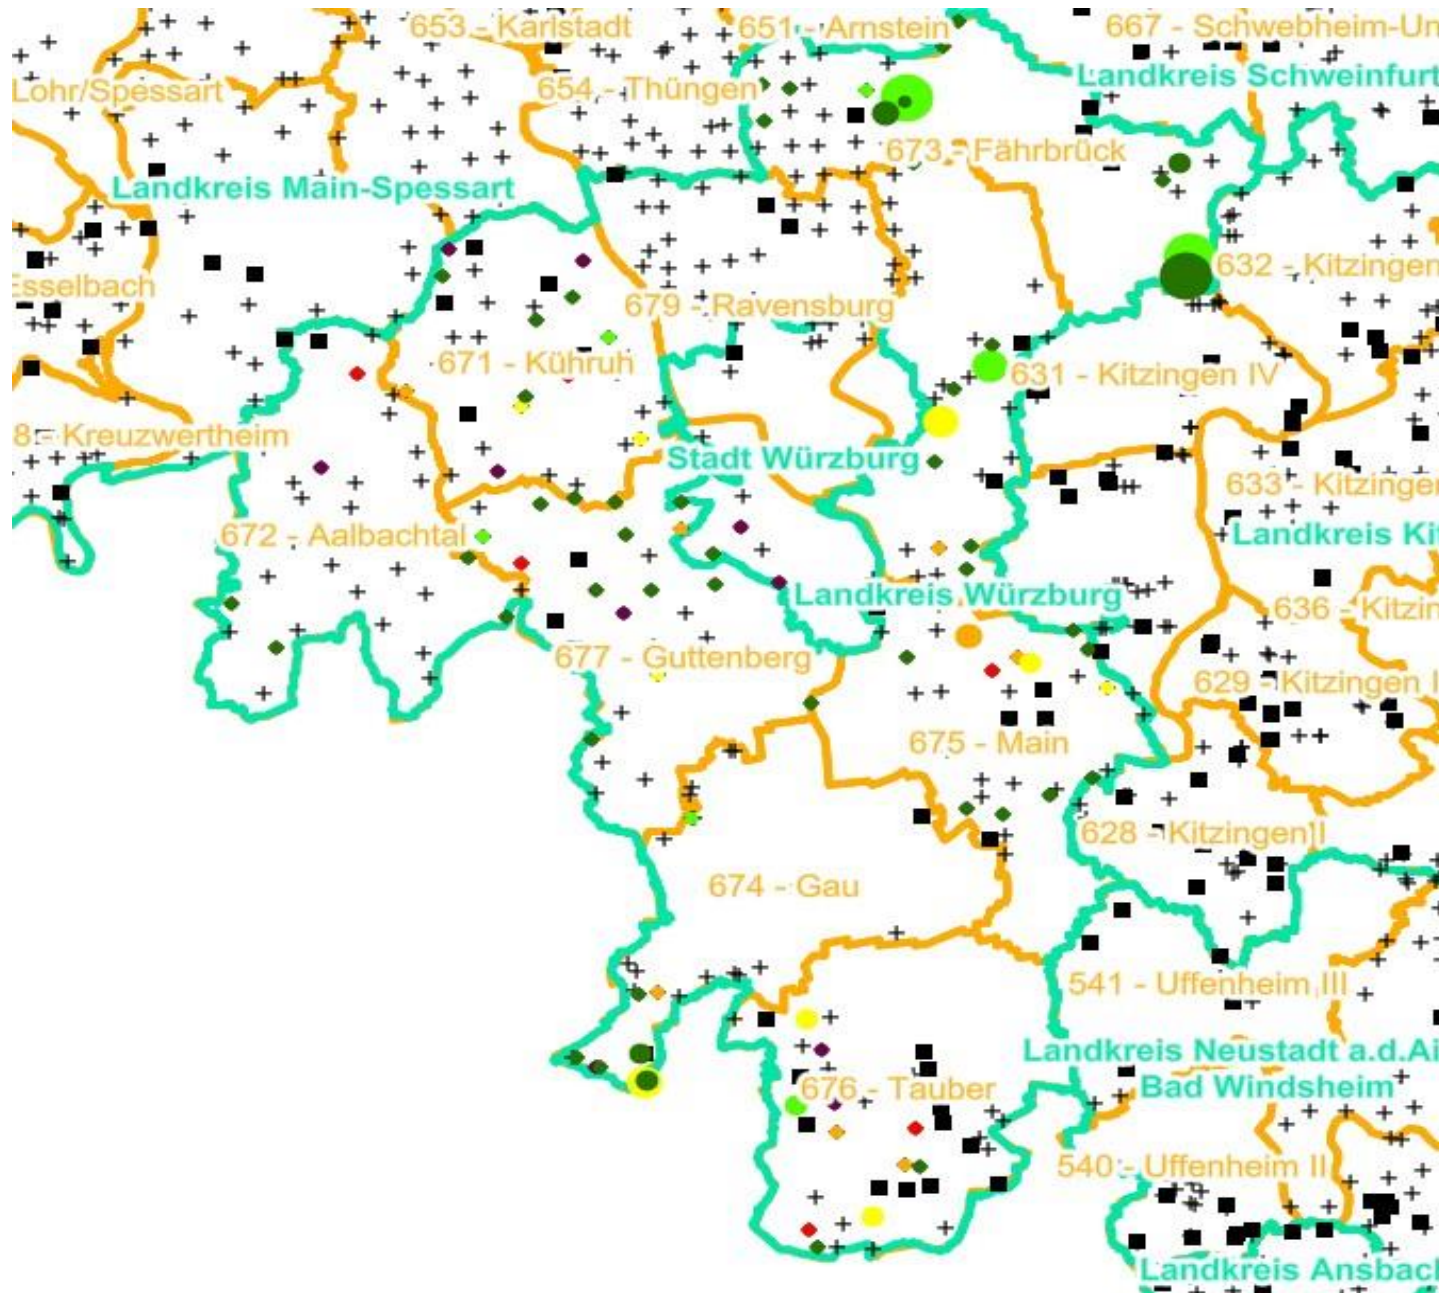 653 - Karlstadt
651 - Arnstein
667 - Schwebheim-Un
Landkreis Schweinfurt
Lohr/Spessart
654 - Thüngen
673 - Fährbrück
Landkreis Main-Spessart
632 - Kitzingen
Esselbach
679 - Ravensburg
671 - Kührruh
631 - Kitzingen IV
8 - Kreuzwertheim
Stadt Würzburg
633 - Kitzingen
672 - Aalbachtal
Landkreis Kit
Landkreis Würzburg
636 - Kitzin
677 - Guttenberg
629 - Kitzingen I
675 - Main
628 - Kitzingen II
674 - Gau
541 - Uffenheim III
Landkreis Neustadt a.d.Ai
Bad Windsheim
676 - Tauber
540 - Uffenheim II
Landkreis Ansbach